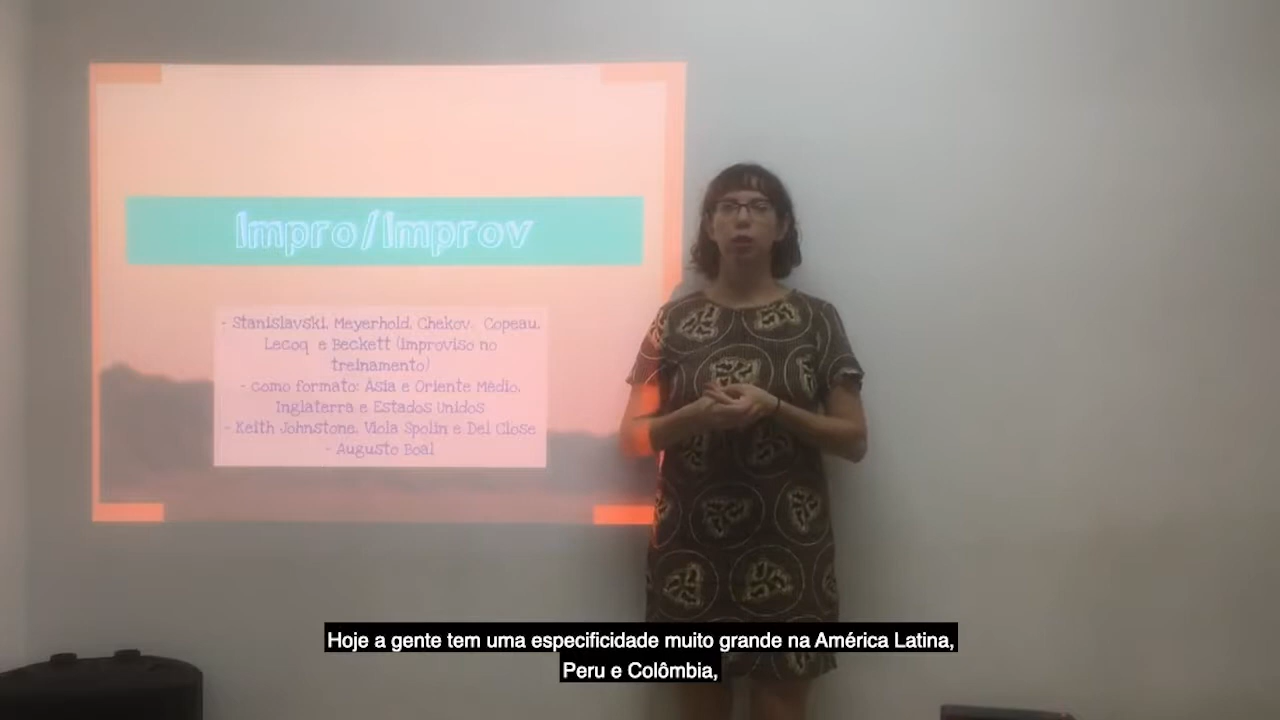 Impro/Improv
- Stanislavski, Meyerhold, Chekov, Copeau,
Lecoq e Beckett (improviso no
treinamento)
- como formato: Ásia e Oriente Médio,
Inglaterra e Estados Unidos
- Keith Johnstone, Viola Spolin e Del Close
- Augusto Boal
Hoje a gente tem uma especificidade muito grande na América Latina,
Peru e Colômbia,